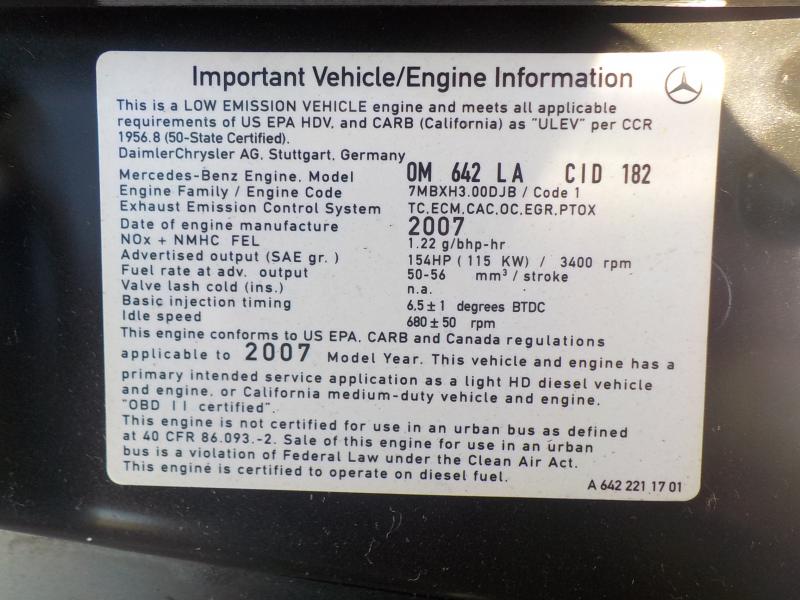 Important Vehicle/Engine Information
This is a LOW EMISSION VEHICLE engine and meets all applicable
requirements of US EPA HDV, and CARB (California) as "ULEV" per CCR
1956.8 (50-State Certified).
DaimlerChrysler AG, Stuttgart, Germany
Mercedes-Benz Engine, Model OM 642 LA CID 182
Engine Family / Engine Code 7MBXH3.00DJB / Code 1
Exhaust Emission Control System TC,ECM,CAC,OC,EGR,PTOX
Date of engine manufacture 2007
NOx + NMHC FEL 1.22 g/bhp-hr
Advertised output (SAE gr.) 154HP (115 KW) / 3400 rpm
Fuel rate at adv. output 50-56 mm³ / stroke
Valve lash cold (ins.) n.a.
Basic injection timing 6,5 ± 1 degrees BTDC
Idle speed 680 ± 50 rpm
This engine conforms to US EPA, CARB and Canada regulations
applicable to 2007 Model Year. This vehicle and engine has a
primary intended service application as a light HD diesel vehicle
and engine, or California medium-duty vehicle and engine.
"OBD II certified".
This engine is not certified for use in an urban bus as defined
at 40 CFR 86.093.-2. Sale of this engine for use in an urban
bus is a violation of Federal Law under the Clean Air Act.
This engine is certified to operate on diesel fuel.
A 642 221 17 01